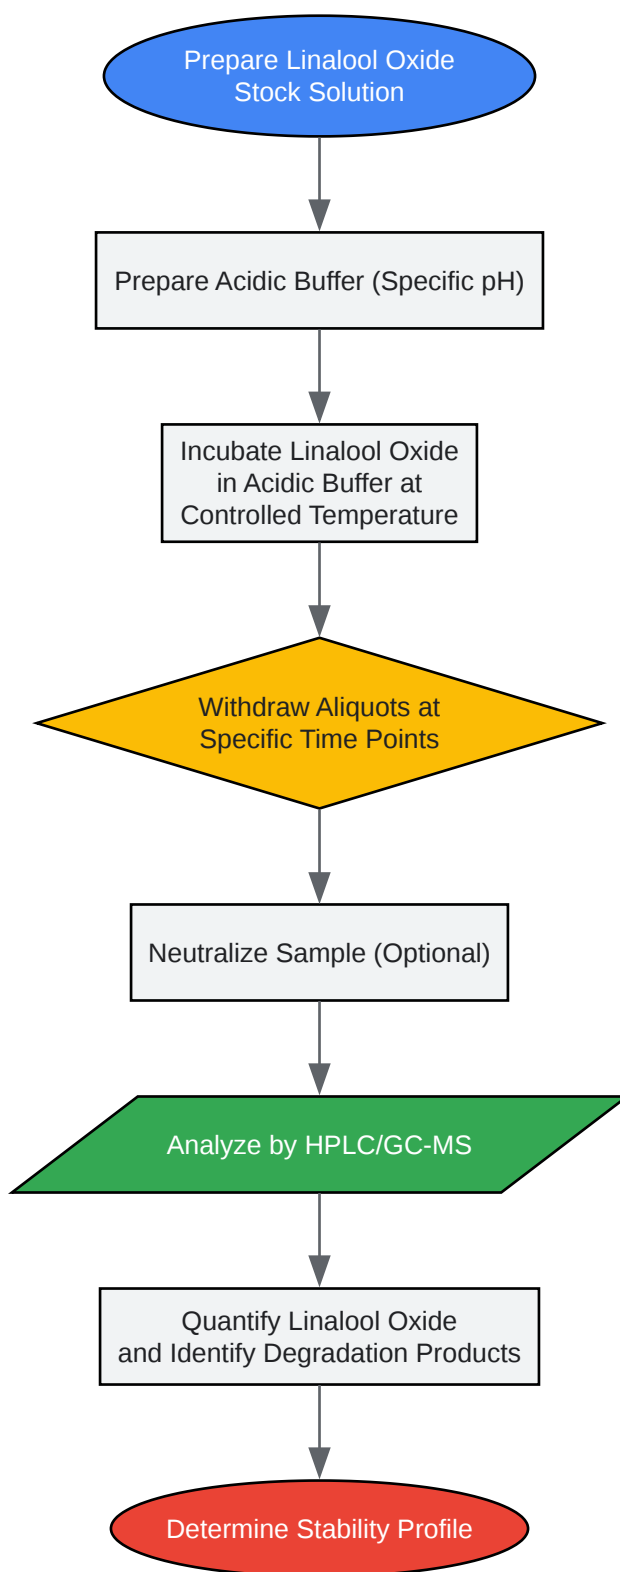 Prepare Linalool Oxide
Stock Solution
Prepare Acidic Buffer (Specific pH)
Incubate Linalool Oxide
in Acidic Buffer at
Controlled Temperature
Withdraw Aliquots at
Specific Time Points
Neutralize Sample (Optional)
Analyze by HPLC/GC-MS
Quantify Linalool Oxide
and Identify Degradation Products
Determine Stability Profile